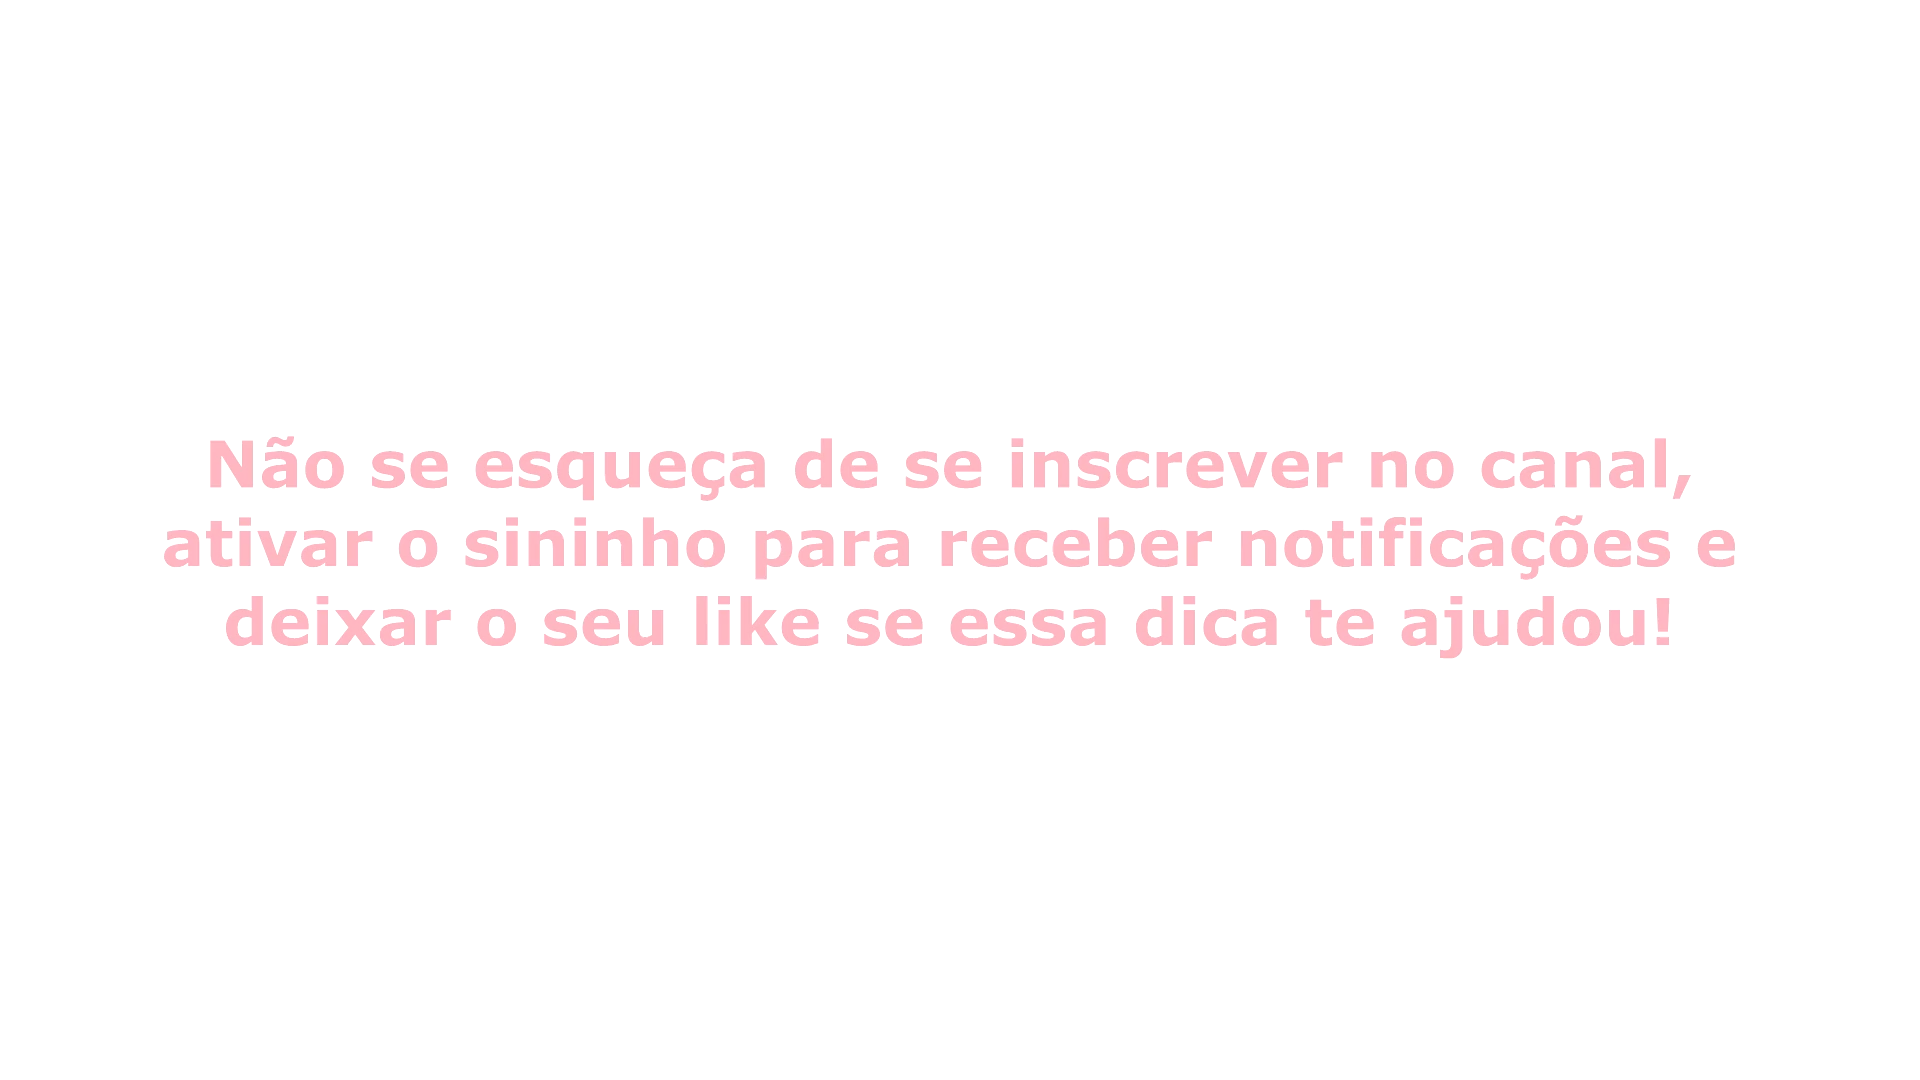 Não se esqueça de se inscrever no canal,
ativar o sininho para receber notificações e
deixar o seu like se essa dica te ajudou!